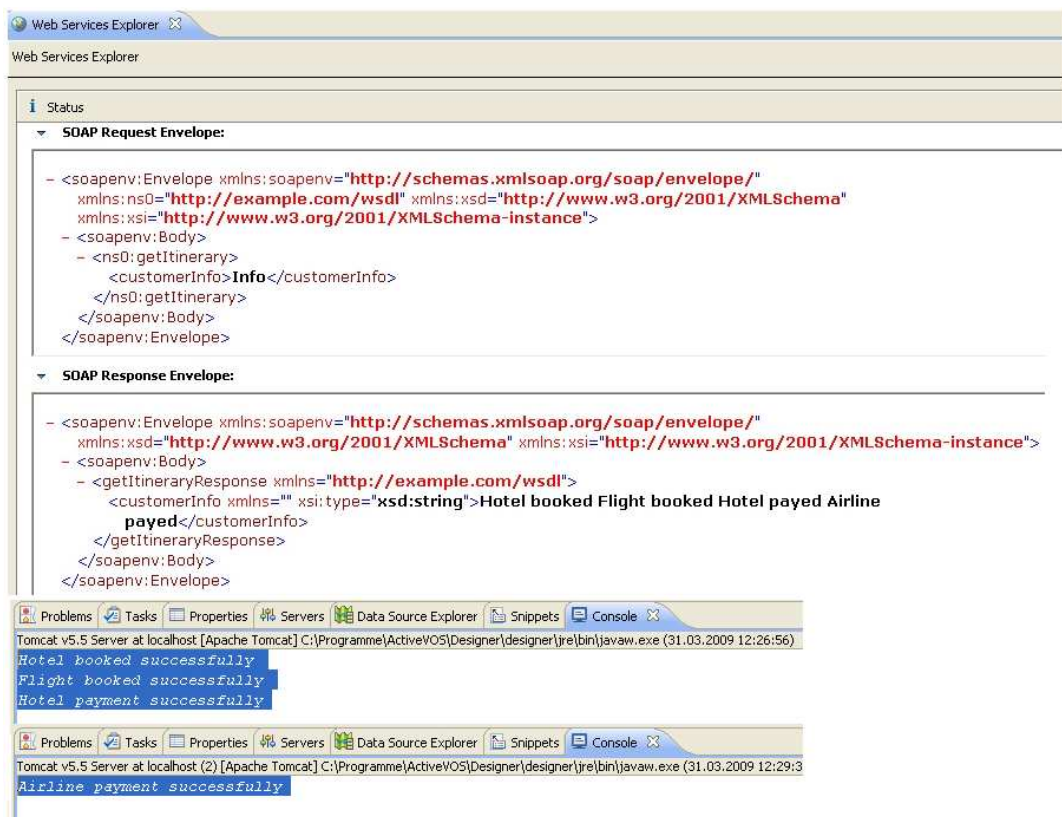 Web Services Explorer
Web Services Explorer
i Status
SOAP Request Envelope:
- <soapenv:Envelope xmlns:soapenv="http://schemas.xmlsoap.org/soap/envelope/"
xmlns:ns0="http://example.com/wsdl" xmlns:xsd="http://www.w3.org/2001/XMLSchema"
xmlns:xsi="http://www.w3.org/2001/XMLSchema-instance">
- <soapenv:Body>
- <ns0:getItinerary>
<customerInfo>Info</customerInfo>
</ns0:getItinerary>
</soapenv:Body>
</soapenv:Envelope>
SOAP Response Envelope:
- <soapenv:Envelope xmlns:soapenv="http://schemas.xmlsoap.org/soap/envelope/"
xmlns:xsd="http://www.w3.org/2001/XMLSchema" xmlns:xsi="http://www.w3.org/2001/XMLSchema-instance">
- <soapenv:Body>
- <getItineraryResponse xmlns="http://example.com/wsdl">
<customerInfo xmlns="" xsi:type="xsd:string">Hotel booked Flight booked Hotel payed Airline
payed</customerInfo>
</getItineraryResponse>
</soapenv:Body>
</soapenv:Envelope>
Problems Tasks Properties Servers Data Source Explorer Snippets Console
Tomcat v5.5 Server at localhost [Apache Tomcat] C:\Programme\ActiveVOS\Designer\designer\jre\bin\javaw.exe (31.03.2009 12:26:56)
Hotel booked successfully
Flight booked successfully
Hotel payment successfully
Problems Tasks Properties Servers Data Source Explorer Snippets Console
Tomcat v5.5 Server at localhost (2) [Apache Tomcat] C:\Programme\ActiveVOS\Designer\designer\jre\bin\javaw.exe (31.03.2009 12:29:3
Airline payment successfully